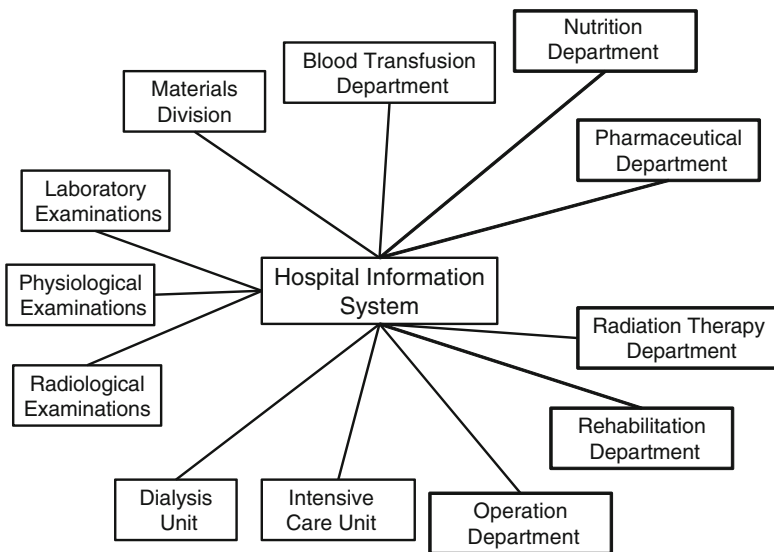 Nutrition
Department
Blood Transfusion
Department
Materials
Division
Pharmaceutical
Department
Laboratory
Examinations
Physiological
Examinations
Hospital Information
System
Radiation Therapy
Department
Radiological
Examinations
Rehabilitation
Department
Dialysis
Unit
Intensive
Care Unit
Operation
Department